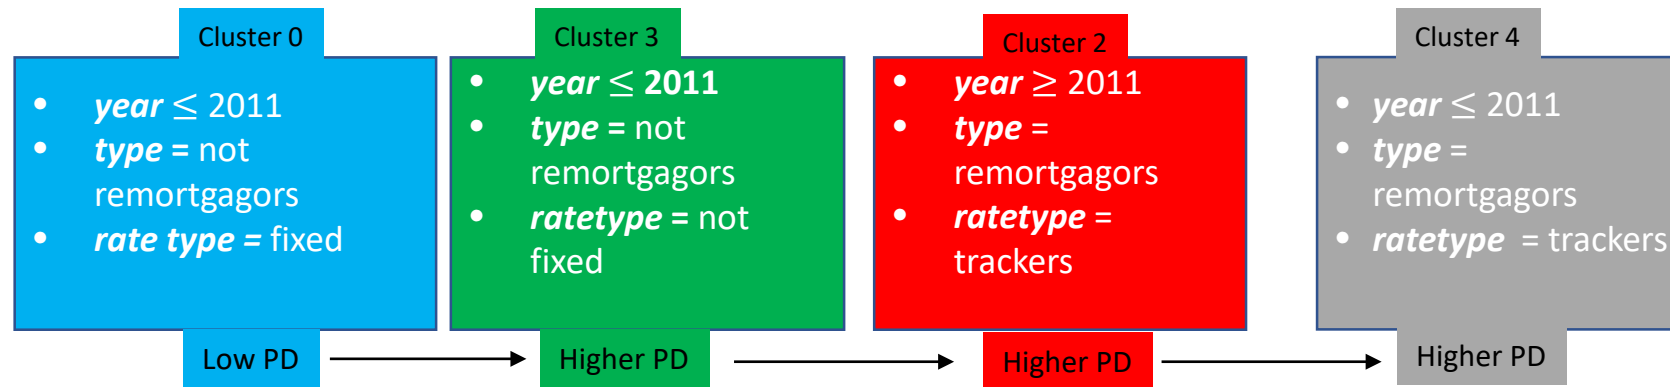 Cluster 0
• year ≤ 2011
• type = not
remortgagors
• rate type = fixed
Low PD
Cluster 3
• year ≤ 2011
• type = not
remortgagors
• ratetype = not
fixed
Higher PD
Cluster 2
• year ≥ 2011
• type =
remortgagors
• ratetype =
trackers
Higher PD
Cluster 4
• year ≤ 2011
• type =
remortgagors
• ratetype = trackers
Higher PD